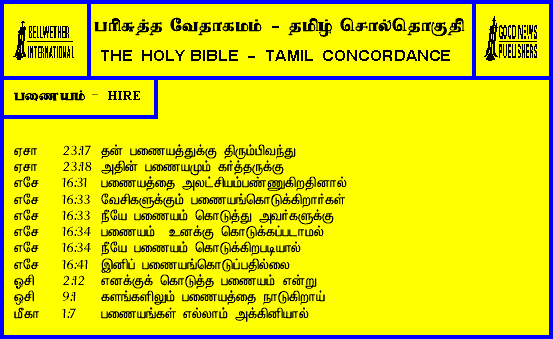 BELLWETHER
INTERNATIONAL
பரிசுத்த வேதாகமம் - தமிழ் சொல்தொகுதி
THE HOLY BIBLE - TAMIL CONCORDANCE
GOOD NEWS
PUBLISHERS
பணையம் - HIRE
ஏசா 23:17 தன் பணையத்துக்கு திரும்பிவந்து
ஏசா 23:18 அதின் பணையமும் கர்த்தருக்கு
எசே 16:31 பணையத்தை அலட்சியம்பண்ணுகிறதினால்
எசே 16:33 வேசிகளுக்கும் பணையங்கொடுக்கிறார்கள்
எசே 16:33 நீயே பணையம் கொடுத்து அவர்களுக்கு
எசே 16:34 பணையம் உனக்கு கொடுக்கப்படாமல்
எசே 16:34 நீயே பணையம் கொடுக்கிறபடியால்
எசே 16:41 இனிப் பணையங்கொடுப்பதில்லை
ஓசி 2:12 எனக்குக் கொடுத்த பணையம் என்று
ஓசி 9:1 களங்களிலும் பணையத்தை நாடுகிறாய்
மீகா 1:7 பணையங்கள் எல்லாம் அக்கினியால்